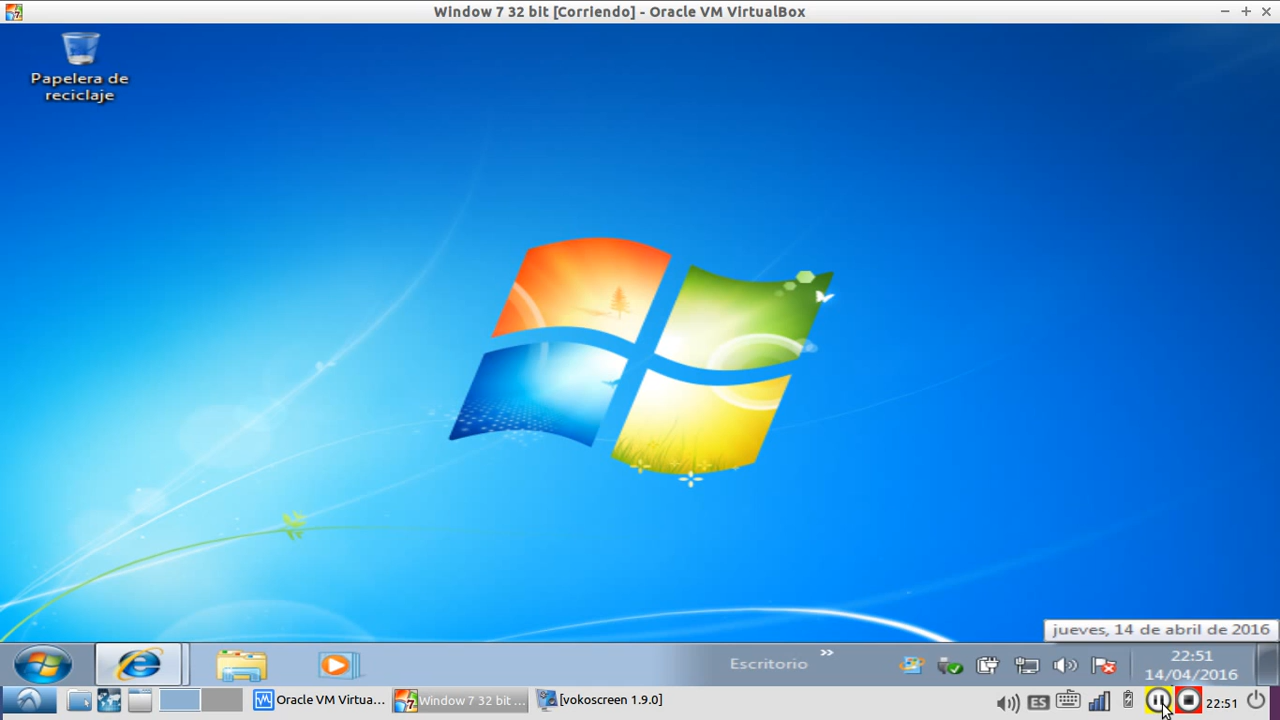 Window 7 32 bit [Corriendo] - Oracle VM VirtualBox
Papelera de
reciclaje
jueves, 14 de abril de 2016
Escritorio »
22:51
14/04/2016
Oracle VM Virtua...
Window 7 32 bit ...
[vokoscreen 1.9.0]
ES
22:51